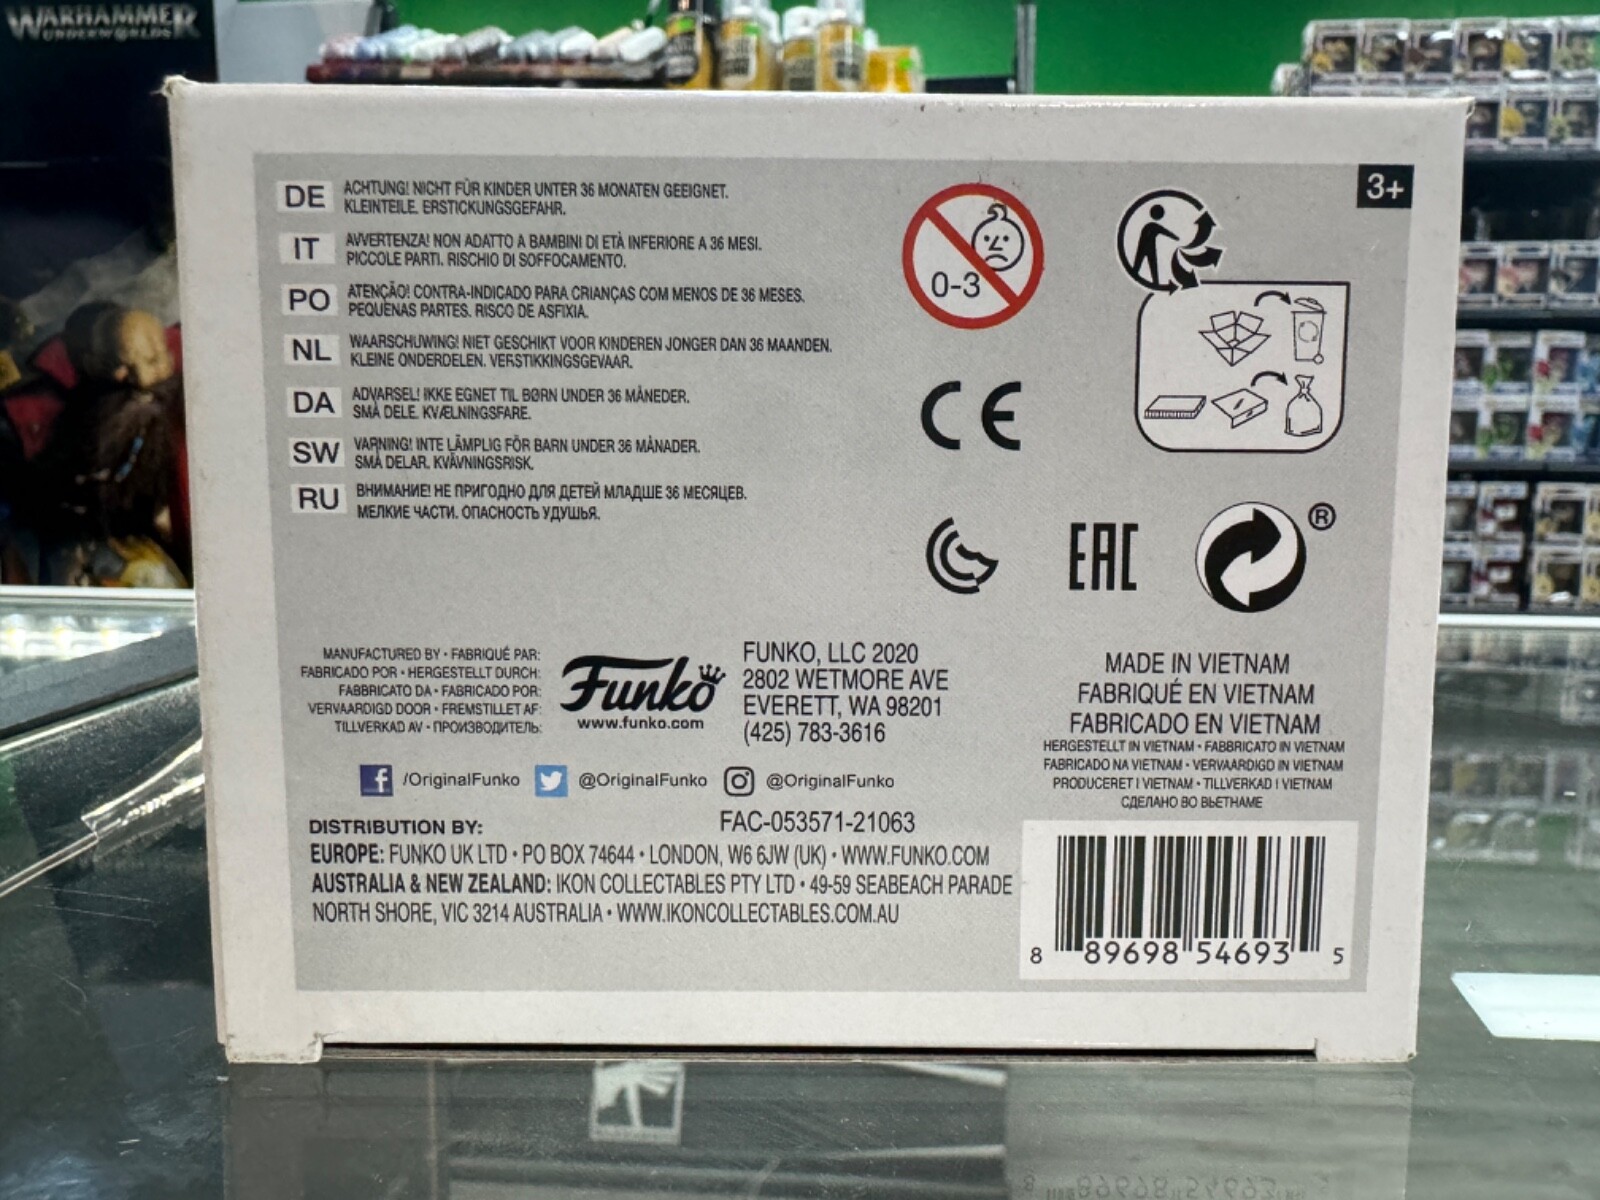 WARHAMMER
UNDERWORLDS
DE ACHTUNG! NICHT FÜR KINDER UNTER 36 MONATEN GEEIGNET.
KLEINTEILE. ERSTICKUNGSGEFAHR.
IT AVVERTENZA! NON ADATTO A BAMBINI DI ETÀ INFERIORE A 36 MESI.
PICCOLE PARTI. RISCHIO DI SOFFOCAMENTO.
PO ATENÇÃO! CONTRA-INDICADO PARA CRIANÇAS COM MENOS DE 36 MESES.
PEQUENAS PARTES. RISCO DE ASFIXIA.
NL WAARSCHUWING! NIET GESCHIKT VOOR KINDEREN JONGER DAN 36 MAANDEN.
KLEINE ONDERDELEN. VERSTIKKINGSGEVAAR.
DA ADVARSEL! IKKE EGNET TIL BØRN UNDER 36 MÅNEDER.
SMÅ DELE. KVÆLNINGSFARE.
SW VARNING! INTE LÄMPLIG FÖR BARN UNDER 36 MÅNADER.
SMÅ DELAR. KVÄVNINGSRISK.
RU ВНИМАНИЕ! НЕ ПРИГОДНО ДЛЯ ДЕТЕЙ МЛАДШЕ 36 МЕСЯЦЕВ.
МЕЛКИЕ ЧАСТИ. ОПАСНОСТЬ УДУШЬЯ.
0-3
3+
CE
EAC
®
MANUFACTURED BY • FABRIQUÉ PAR:
FABRICADO POR • HERGESTELLT DURCH:
FABBRICATO DA • FABRICADO POR:
VERVAARDIGD DOOR • FREMSTILLET AF:
TILLVERKAD AV • ПРОИЗВОДИТЕЛЬ:
Funko
www.funko.com
FUNKO, LLC 2020
2802 WETMORE AVE
EVERETT, WA 98201
(425) 783-3616
MADE IN VIETNAM
FABRIQUÉ EN VIETNAM
FABRICADO EN VIETNAM
HERGESTELLT IN VIETNAM • FABBRICATO IN VIETNAM
FABRICADO NA VIETNAM • VERVAARDIGD IN VIETNAM
PRODUCERET I VIETNAM • TILLVERKAD I VIETNAM
СДЕЛАНО ВО ВЬЕТНАМЕ
/OriginalFunko @OriginalFunko @OriginalFunko
FAC-053571-21063
DISTRIBUTION BY:
EUROPE: FUNKO UK LTD • PO BOX 74644 • LONDON, W6 6JW (UK) • WWW.FUNKO.COM
AUSTRALIA & NEW ZEALAND: IKON COLLECTABLES PTY LTD • 49-59 SEABEACH PARADE
NORTH SHORE, VIC 3214 AUSTRALIA • WWW.IKONCOLLECTABLES.COM.AU
8 89698 54693 5